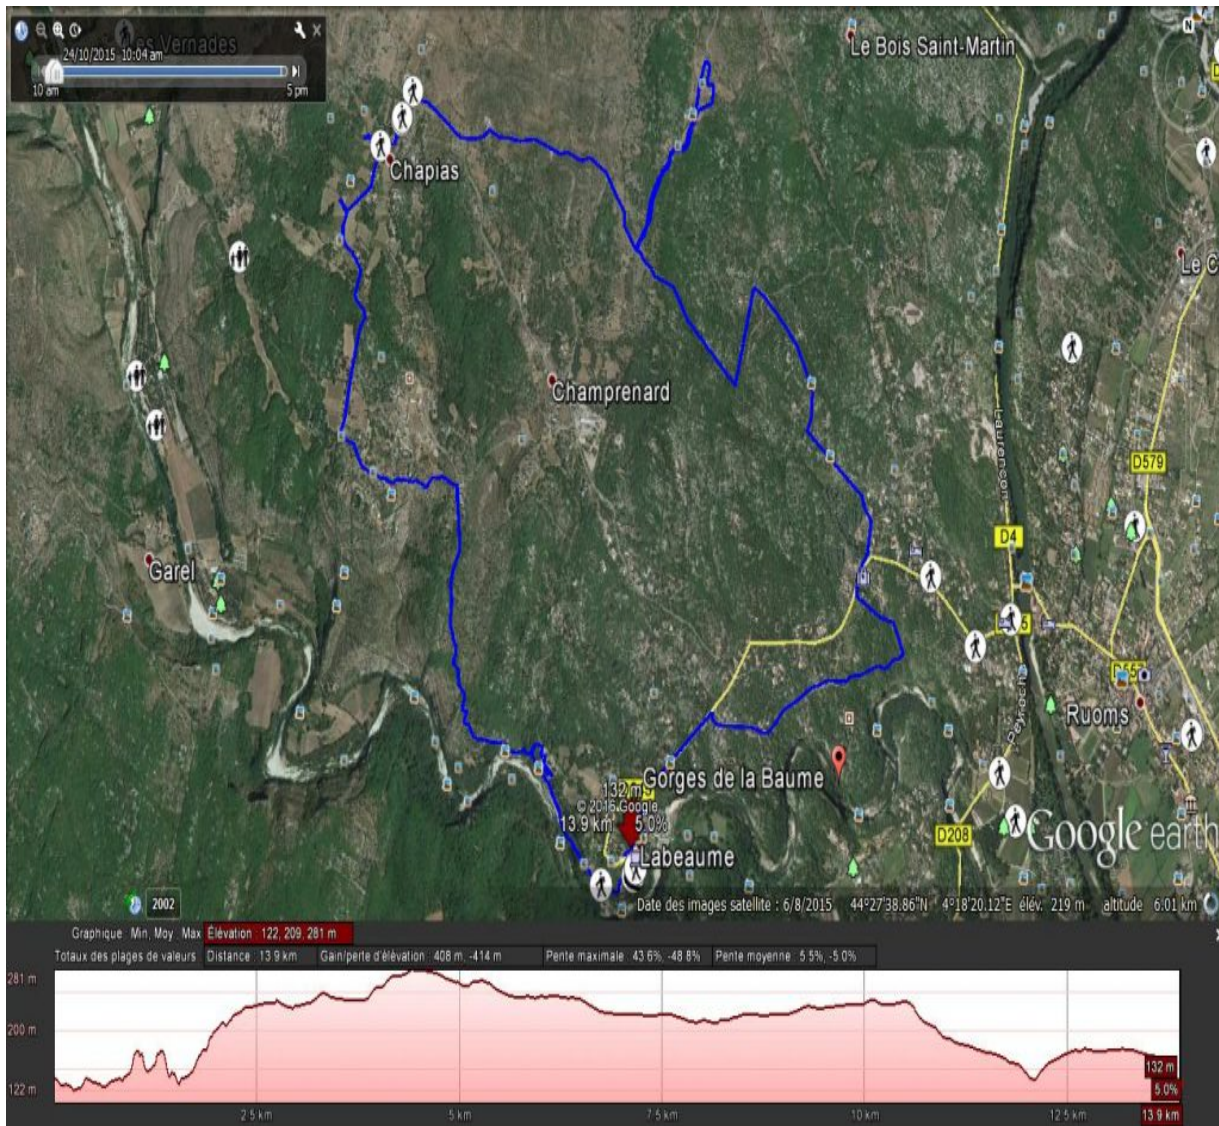 es Vernades
24/10/2015 10:04 am
10 am
5 pm
Le Bois Saint-Martin
N
Chapias
Le C
Champrenard
Laurencon
D579
D4
Garel
D557
Peyroche
Ruoms
Gorges de la Baume
132 m
© 2016 Google
13.9 km 5.0%
D208
Google earth
Labeaume
2002
Date des images satellite : 6/8/2015 44°27'38.86"N 4°18'20.12"E élév. 219 m altitude 6.01 km
Graphique : Min, Moy, Max Élévation : 122, 209, 281 m
Totaux des plages de valeurs : Distance : 13.9 km Gain/perte d'élévation : 408 m, -414 m Pente maximale : 43.6%, -48.8% Pente moyenne : 5.5%, -5.0%
281 m
200 m
122 m
132 m
5.0%
2.5 km
5 km
7.5 km
10 km
12.5 km
13.9 km